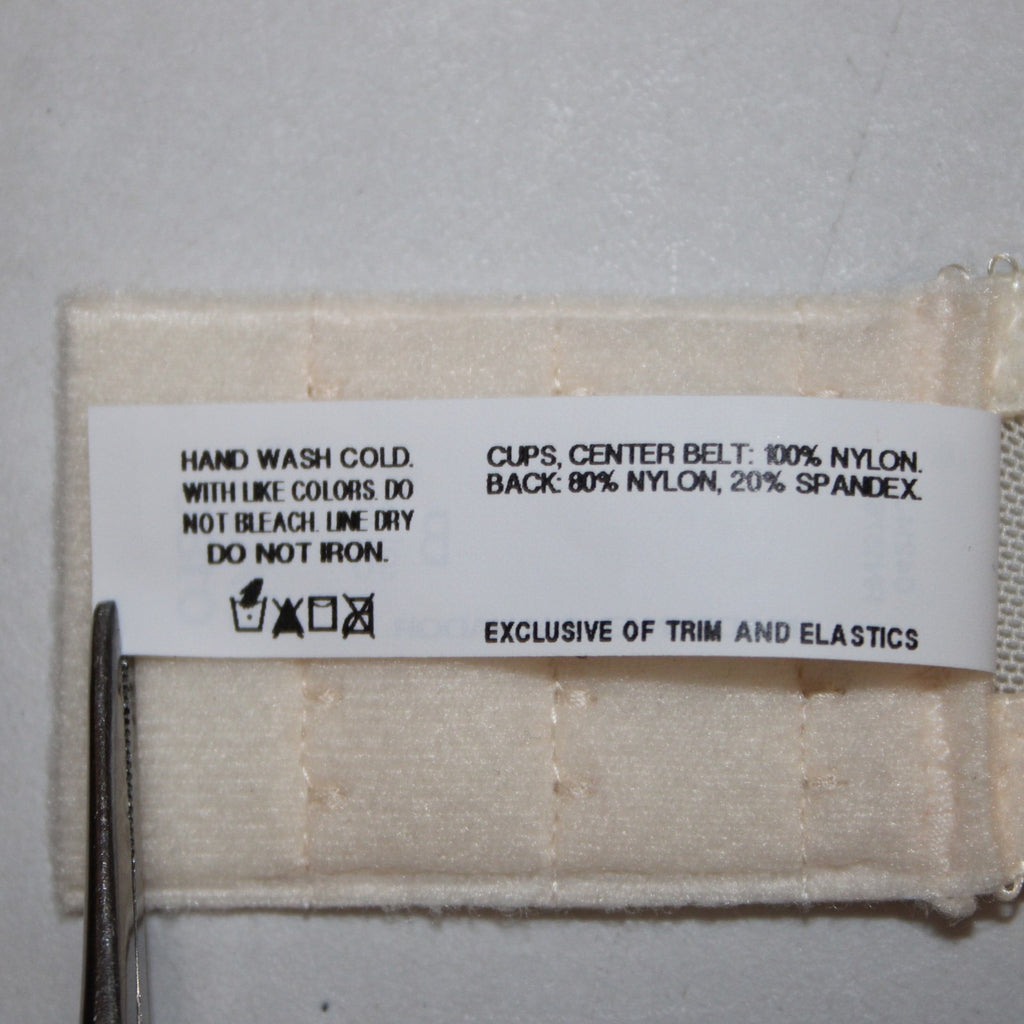 HAND WASH COLD.
WITH LIKE COLORS. DO
NOT BLEACH. LINE DRY
DO NOT IRON.
CUPS, CENTER BELT: 100% NYLON.
BACK: 80% NYLON, 20% SPANDEX.
EXCLUSIVE OF TRIM AND ELASTICS